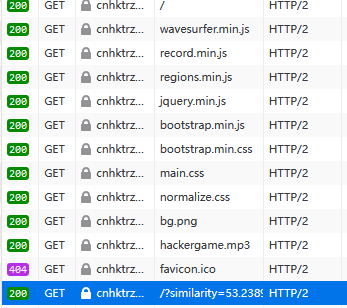 200 GET cnhktrz... / HTTP/2
200 GET cnhktrz... wavesurfer.min.js HTTP/2
200 GET cnhktrz... record.min.js HTTP/2
200 GET cnhktrz... regions.min.js HTTP/2
200 GET cnhktrz... jquery.min.js HTTP/2
200 GET cnhktrz... bootstrap.min.js HTTP/2
200 GET cnhktrz... bootstrap.min.css HTTP/2
200 GET cnhktrz... main.css HTTP/2
200 GET cnhktrz... normalize.css HTTP/2
200 GET cnhktrz... bg.png HTTP/2
200 GET cnhktrz... hackergame.mp3 HTTP/2
404 GET cnhktrz... favicon.ico HTTP/2
200 GET cnhktrz... /?similarity=53.2389 HTTP/2